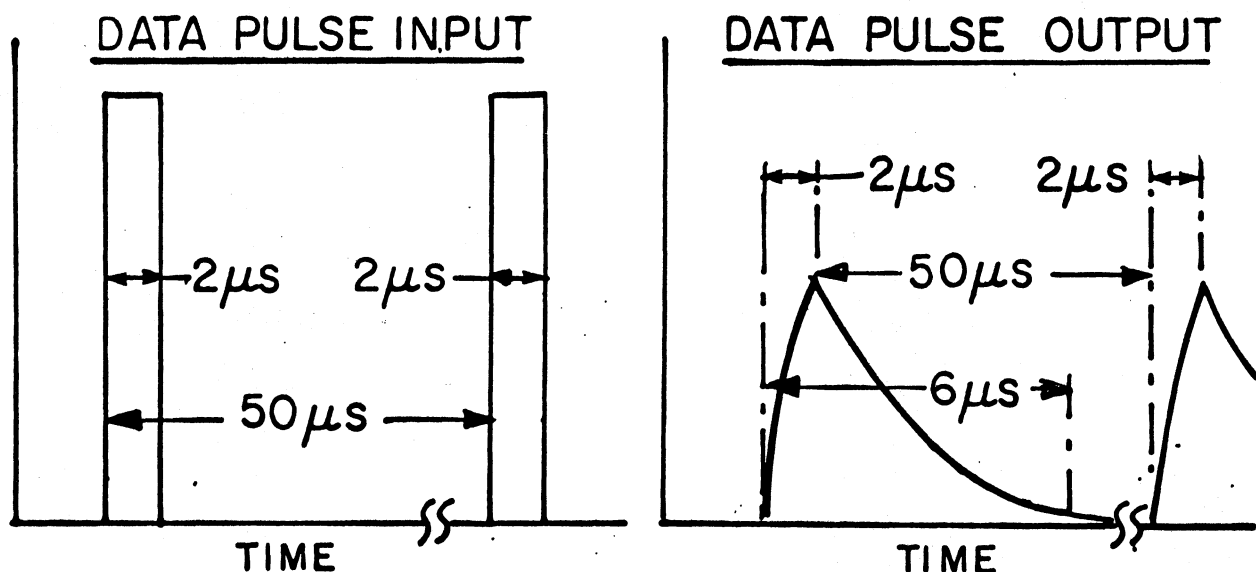 DATA PULSE INPUT
2μs 2μs
50μs
TIME
DATA PULSE OUTPUT
2μs 2μs
50μs
6μs
TIME